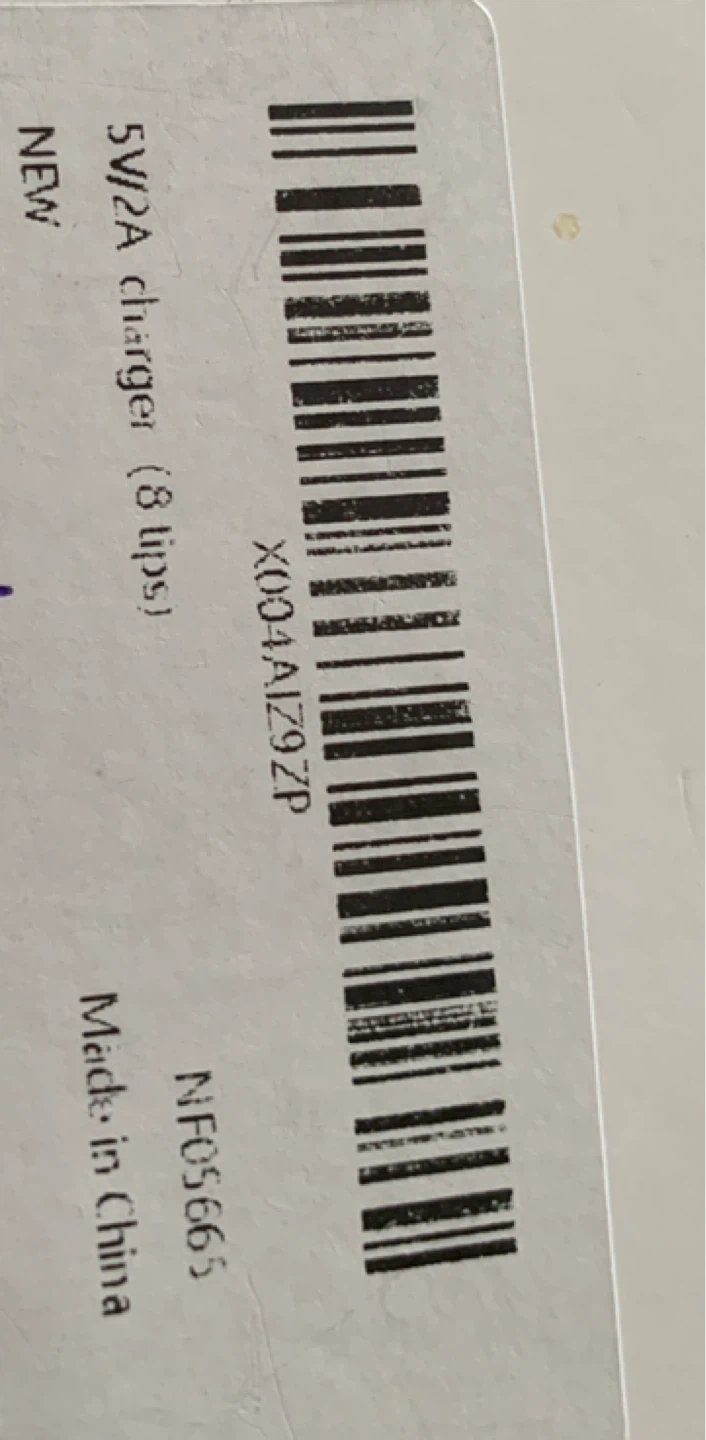 X004AIZ9ZP
5V/2A charger (8 tips)
NEW
NF05665
Made in China